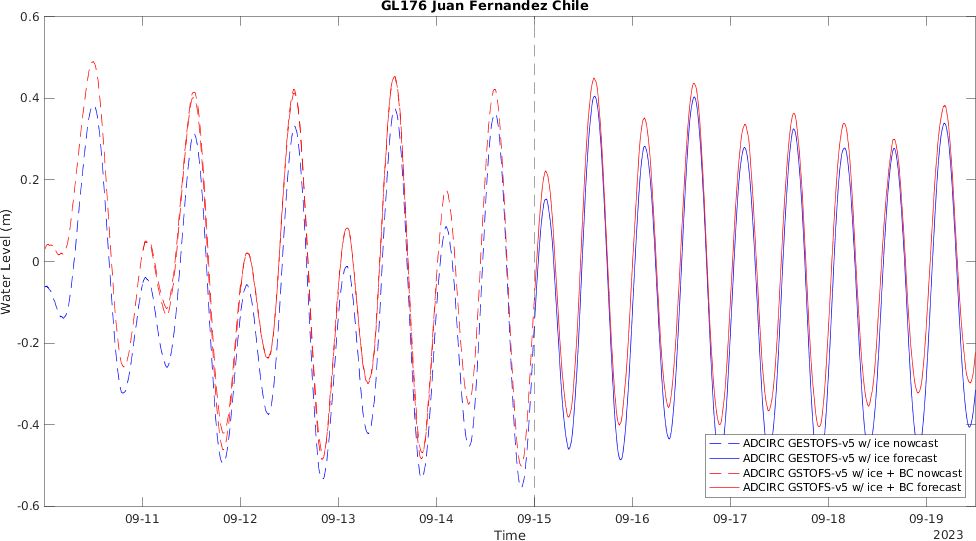 GL176 Juan Fernandez Chile
Water Level (m)
0.6
0.4
0.2
0
-0.2
-0.4
-0.6
ADCIRC GESTOFS-v5 w/ ice nowcast
ADCIRC GESTOFS-v5 w/ ice forecast
ADCIRC GSTOFS-v5 w/ ice + BC nowcast
ADCIRC GSTOFS-v5 w/ ice + BC forecast
09-11 09-12 09-13 09-14 09-15 09-16 09-17 09-18 09-19
Time
2023